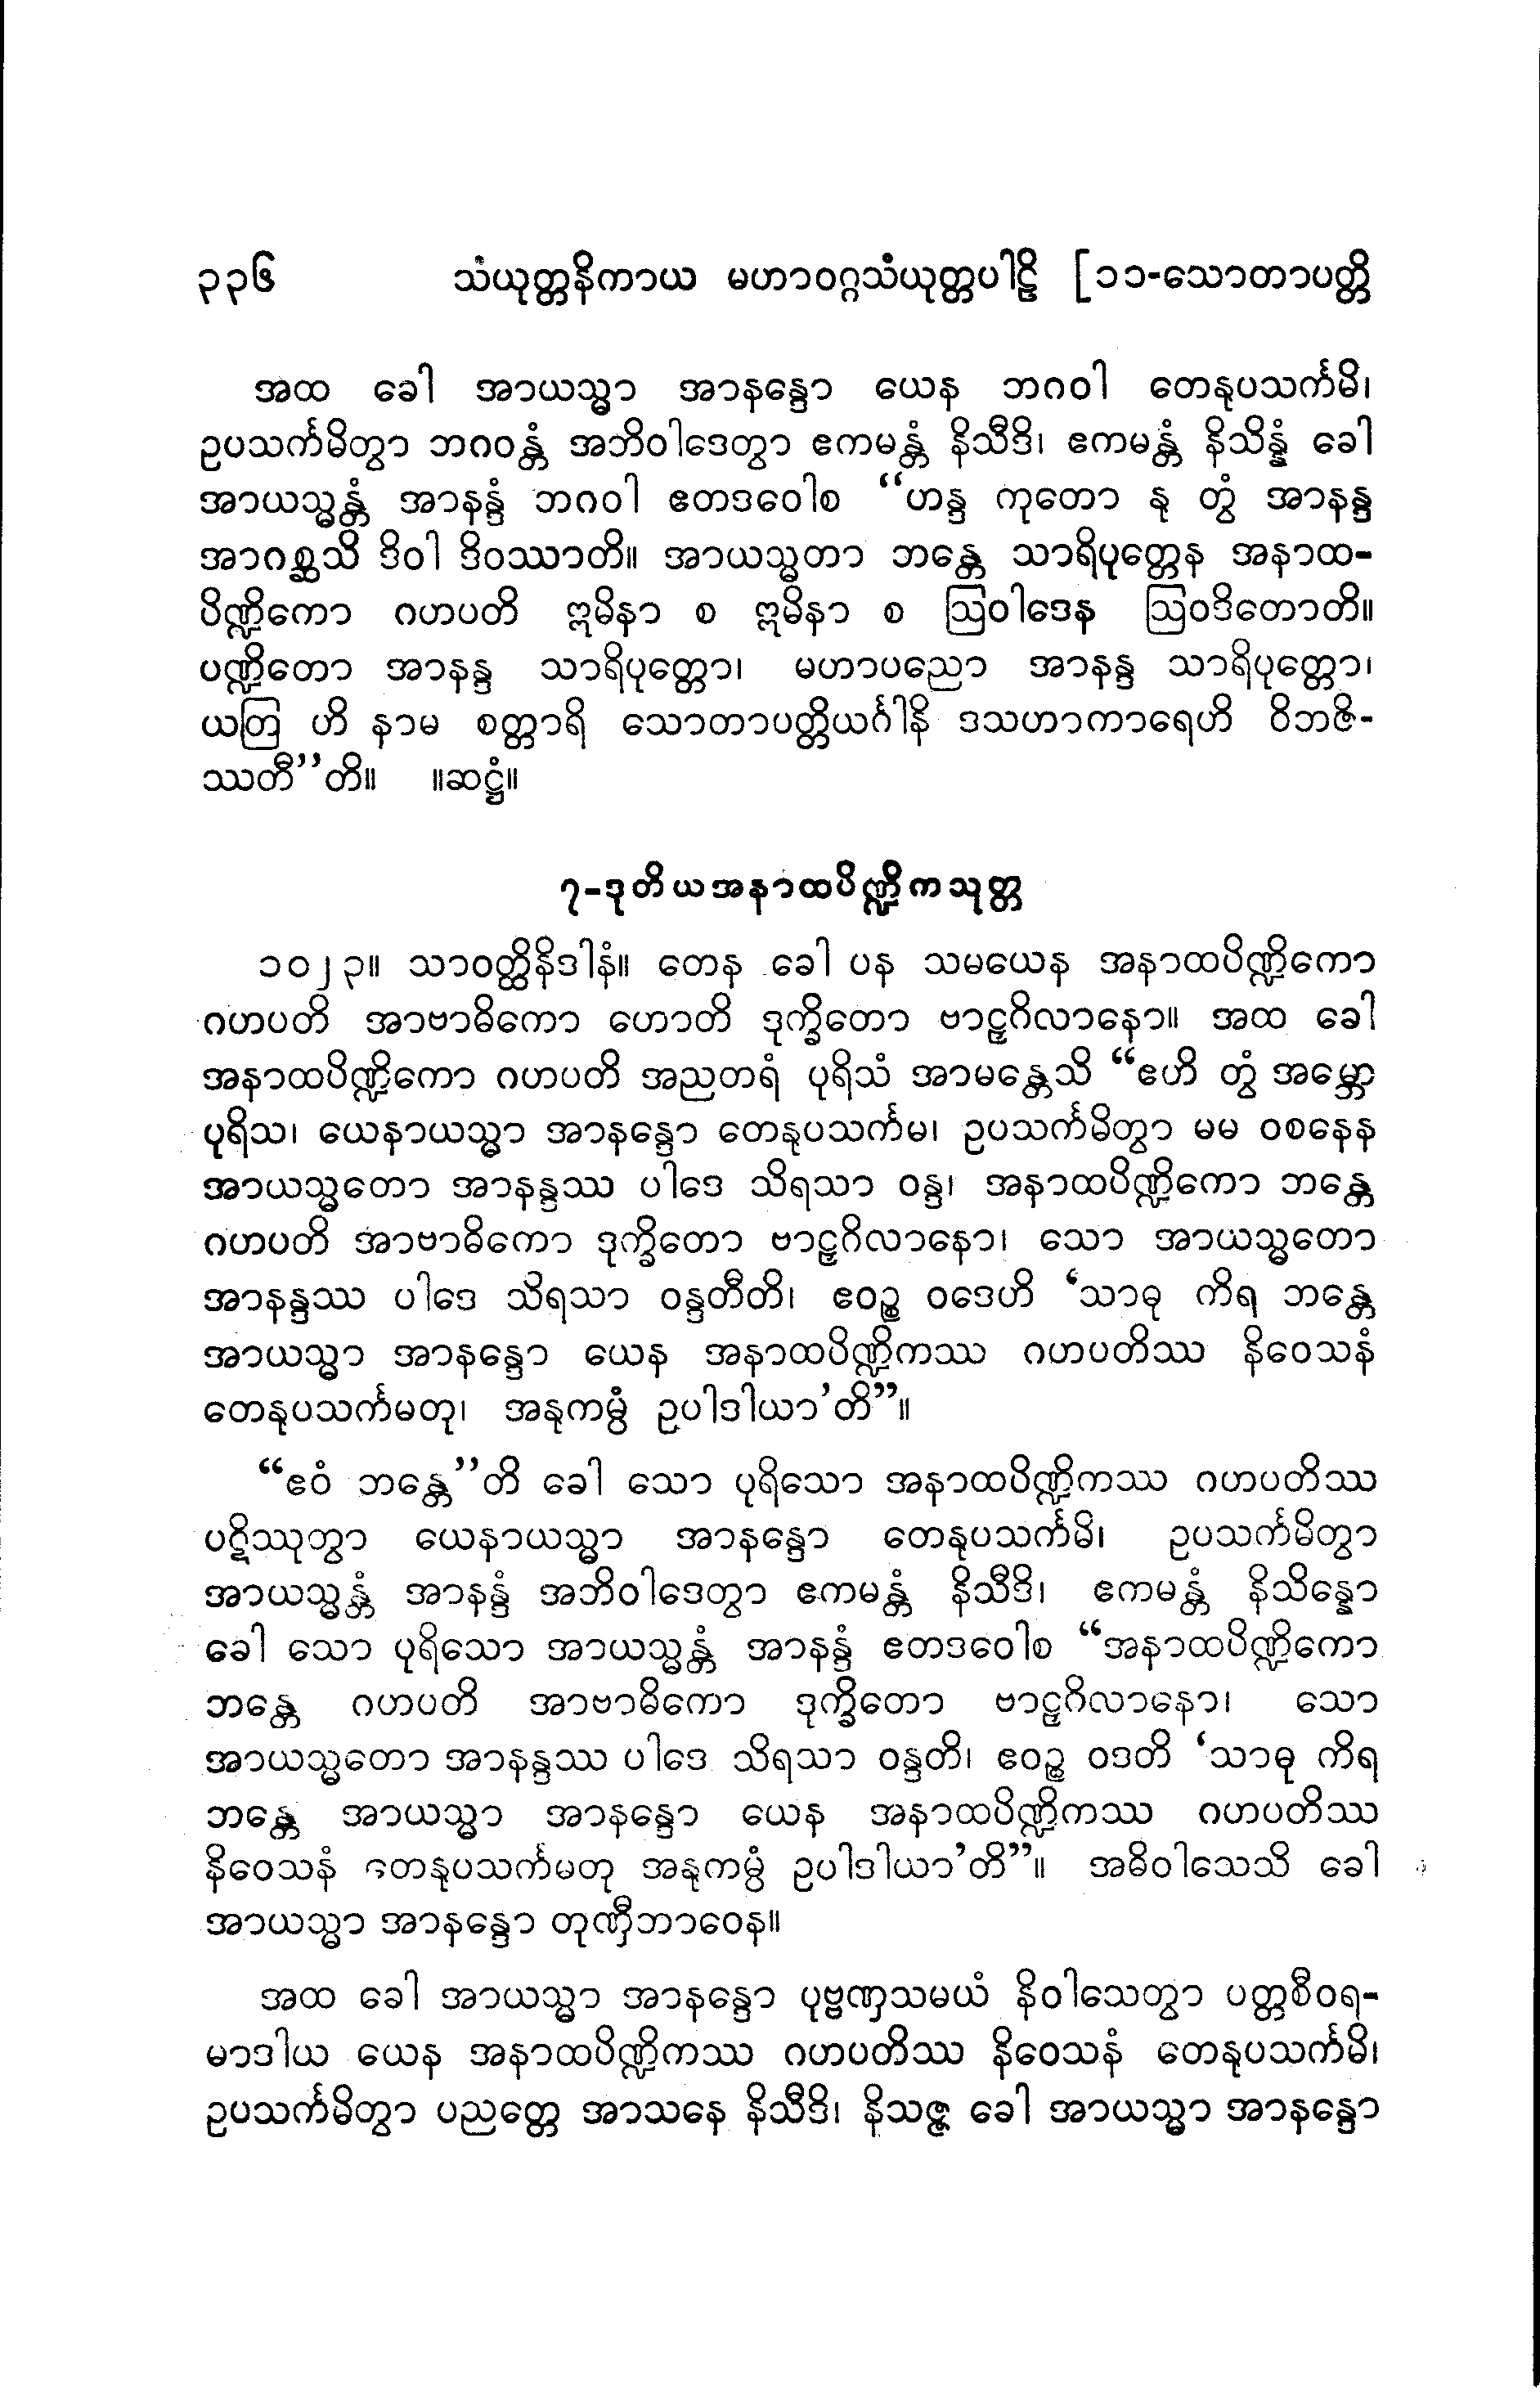 ၃၃၆ သံယုတ္တနိကာယ မဟာဝဂ္ဂသံယုတ္တပါဠိ [၁၁-သောတာပတ္တိ
အထ ခေါ အာယသ္မာ အာနန္ဒော ယေန ဘဂဝါ တေနုပသင်္ကမိ၊
ဥပသင်္ကမိတွာ ဘဂဝန္တံ အဘိဝါဒေတွာ ဧကမန္တံ နိသီဒိ၊ ဧကမန္တံ နိသိန္နံ ခေါ
အာယသ္မန္တံ အာနန္ဒံ ဘဂဝါ ဧတဒဝေါစ “ဟန္ဒ ကုတော နု တွံ အာနန္ဒ
အာဂစ္ဆသိ ဒိဝါ ဒိဝဿာတိ။ အာယသ္မတာ ဘန္တေ သာရိပုတ္တေန အနာထ-
ပိဏ္ဍိကော ဂဟပတိ ဣမိနာ စ ဣမိနာ စ ဩဝါဒေန ဩဝဒိတောတိ။
ပဏ္ဍိတော အာနန္ဒ သာရိပုတ္တော၊ မဟာပညော အာနန္ဒ သာရိပုတ္တော၊
ယတြ ဟိ နာမ စတ္တာရိ သောတာပတ္တိယင်္ဂါနိ ဒသဟာကာရေဟိ ဝိဘဇိ-
ဿတီ”တိ။ ။ဆဋ္ဌံ။
၇-ဒုတိယအနာထပိဏ္ဍိကသုတ္တ
၁၀၂၃။ သာဝတ္ထိနိဒါနံ။ တေန ခေါ ပန သမယေန အနာထပိဏ္ဍိကော
ဂဟပတိ အာဗာဓိကော ဟောတိ ဒုက္ခိတော ဗာဠှဂိလာနော။ အထ ခေါ
အနာထပိဏ္ဍိကော ဂဟပတိ အညတရံ ပုရိသံ အာမန္တေသိ “ဧဟိ တွံ အမ္ဘော
ပုရိသ၊ ယေနာယသ္မာ အာနန္ဒော တေနုပသင်္ကမ၊ ဥပသင်္ကမိတွာ မမ ဝစနေန
အာယသ္မတော အာနန္ဒဿ ပါဒေ သိရသာ ဝန္ဒ၊ အနာထပိဏ္ဍိကော ဘန္တေ
ဂဟပတိ အာဗာဓိကော ဒုက္ခိတော ဗာဠှဂိလာနော၊ သော အာယသ္မတော
အာနန္ဒဿ ပါဒေ သိရသာ ဝန္ဒတီတိ၊ ဧဝဉ္စ ဝဒေဟိ ‘သာဓု ကိရ ဘန္တေ
အာယသ္မာ အာနန္ဒော ယေန အနာထပိဏ္ဍိကဿ ဂဟပတိဿ နိဝေသနံ
တေနုပသင်္ကမတု၊ အနုကမ္ပံ ဥပါဒါယာ’တိ”။
“ဧဝံ ဘန္တေ”တိ ခေါ သော ပုရိသော အနာထပိဏ္ဍိကဿ ဂဟပတိဿ
ပဋိဿုတွာ ယေနာယသ္မာ အာနန္ဒော တေနုပသင်္ကမိ၊ ဥပသင်္ကမိတွာ
အာယသ္မန္တံ အာနန္ဒံ အဘိဝါဒေတွာ ဧကမန္တံ နိသီဒိ၊ ဧကမန္တံ နိသိန္နော
ခေါ သော ပုရိသော အာယသ္မန္တံ အာနန္ဒံ ဧတဒဝေါစ “အနာထပိဏ္ဍိကော
ဘန္တေ ဂဟပတိ အာဗာဓိကော ဒုက္ခိတော ဗာဠှဂိလာနော၊ သော
အာယသ္မတော အာနန္ဒဿ ပါဒေ သိရသာ ဝန္ဒတိ၊ ဧဝဉ္စ ဝဒတိ ‘သာဓု ကိရ
ဘန္တေ အာယသ္မာ အာနန္ဒော ယေန အနာထပိဏ္ဍိကဿ ဂဟပတိဿ
နိဝေသနံ တေနုပသင်္ကမတု အနုကမ္ပံ ဥပါဒါယာ’တိ”။ အဓိဝါသေသိ ခေါ
အာယသ္မာ အာနန္ဒော တုဏှီဘာဝေန။
အထ ခေါ အာယသ္မာ အာနန္ဒော ပုဗ္ဗဏှသမယံ နိဝါသေတွာ ပတ္တစီဝရ-
မာဒါယ ယေန အနာထပိဏ္ဍိကဿ ဂဟပတိဿ နိဝေသနံ တေနုပသင်္ကမိ၊
ဥပသင်္ကမိတွာ ပညတ္တေ အာသနေ နိသီဒိ၊ နိသဇ္ဇ ခေါ အာယသ္မာ အာနန္ဒော